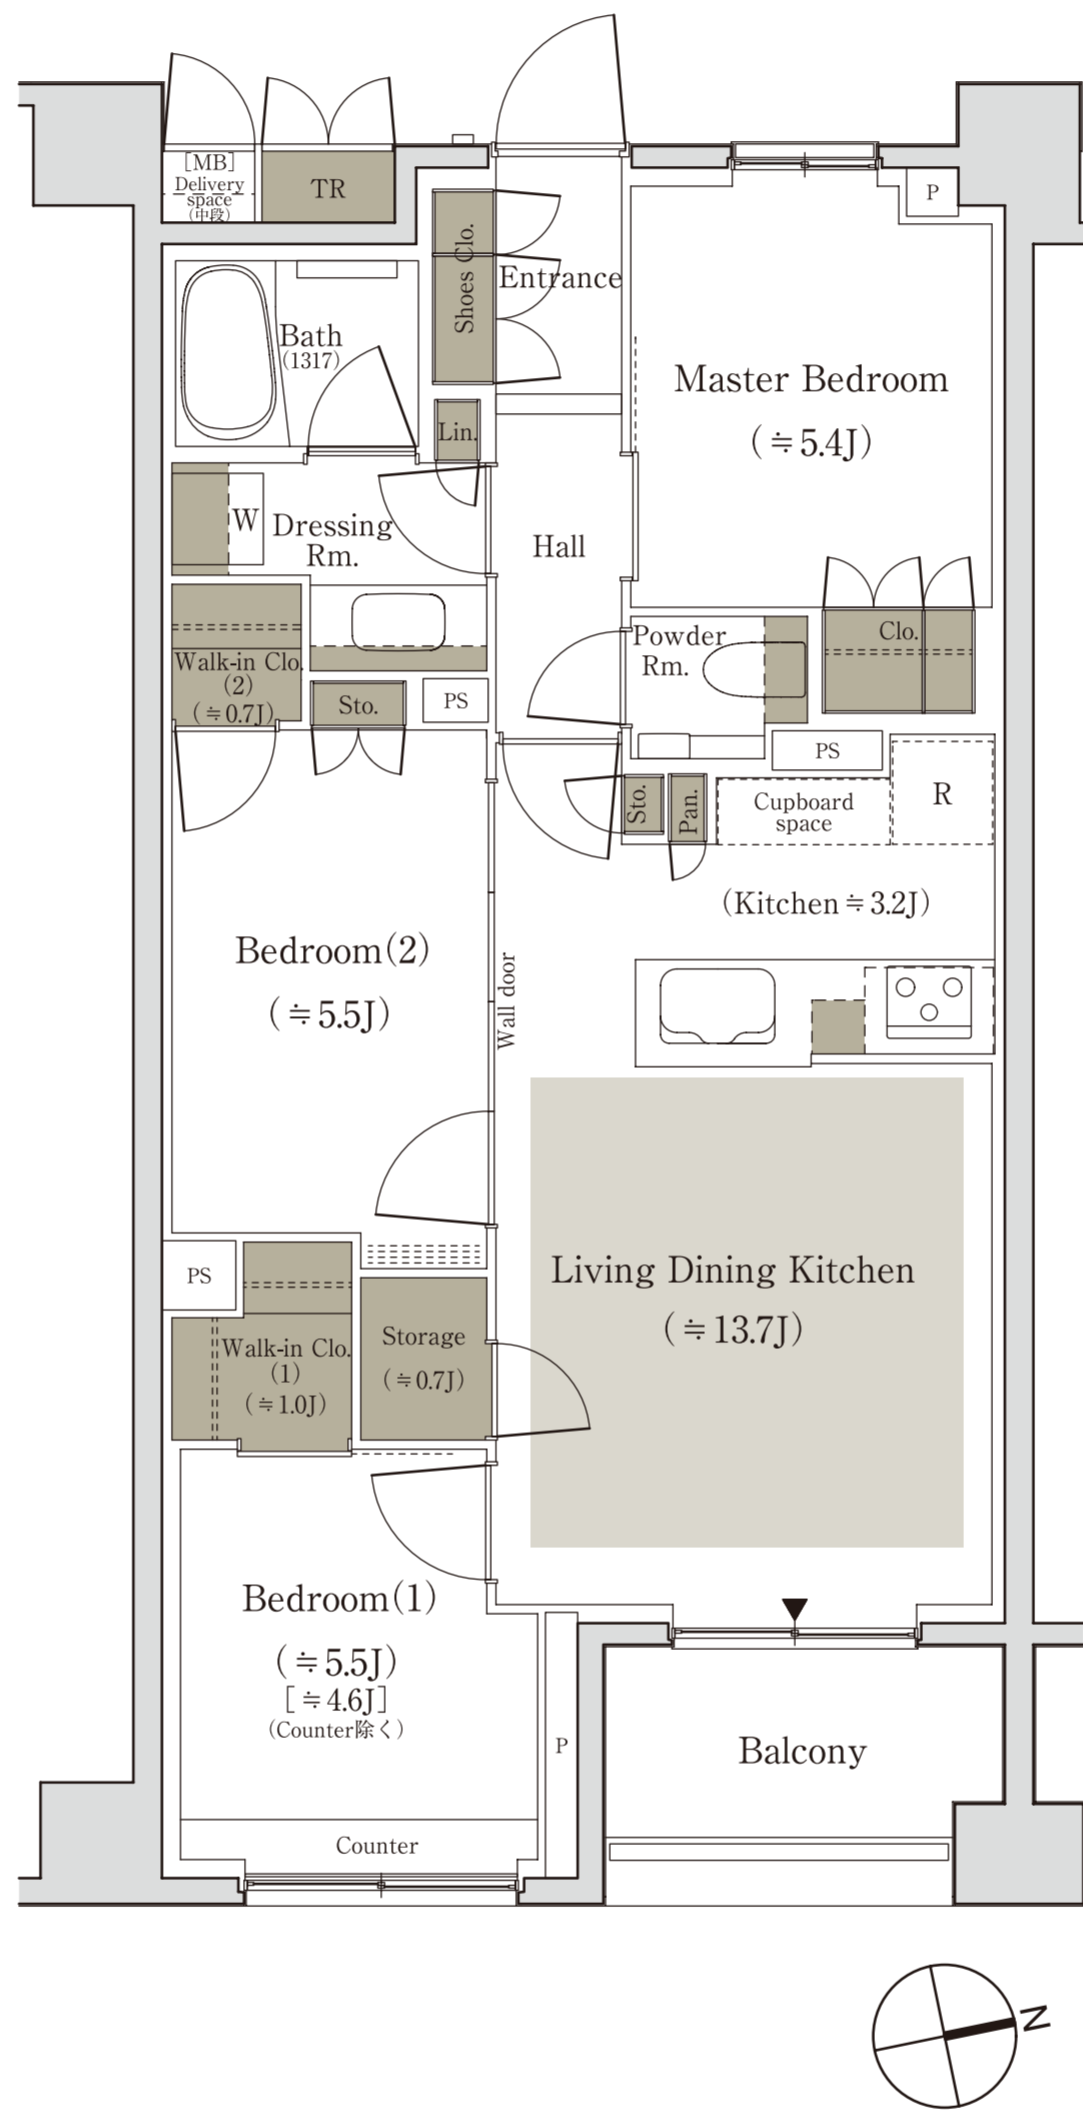 [MB]
Delivery
space
(中段)
TR
P
Shoes Clo.
Entrance
Bath
(1317)
Master Bedroom
(≒5.4J)
Lin.
W
Dressing
Rm.
Hall
Clo.
Powder
Rm.
Walk-in Clo.
(2)
(≒0.7J)
Sto.
PS
PS
Sto.
Pan.
Cupboard
space
R
(Kitchen≒3.2J)
Bedroom(2)
(≒5.5J)
Wall door
Living Dining Kitchen
(≒13.7J)
PS
Walk-in Clo.
(1)
(≒1.0J)
Storage
(≒0.7J)
Bedroom(1)
(≒5.5J)
[≒4.6J]
(Counter除く)
P
Balcony
Counter
N